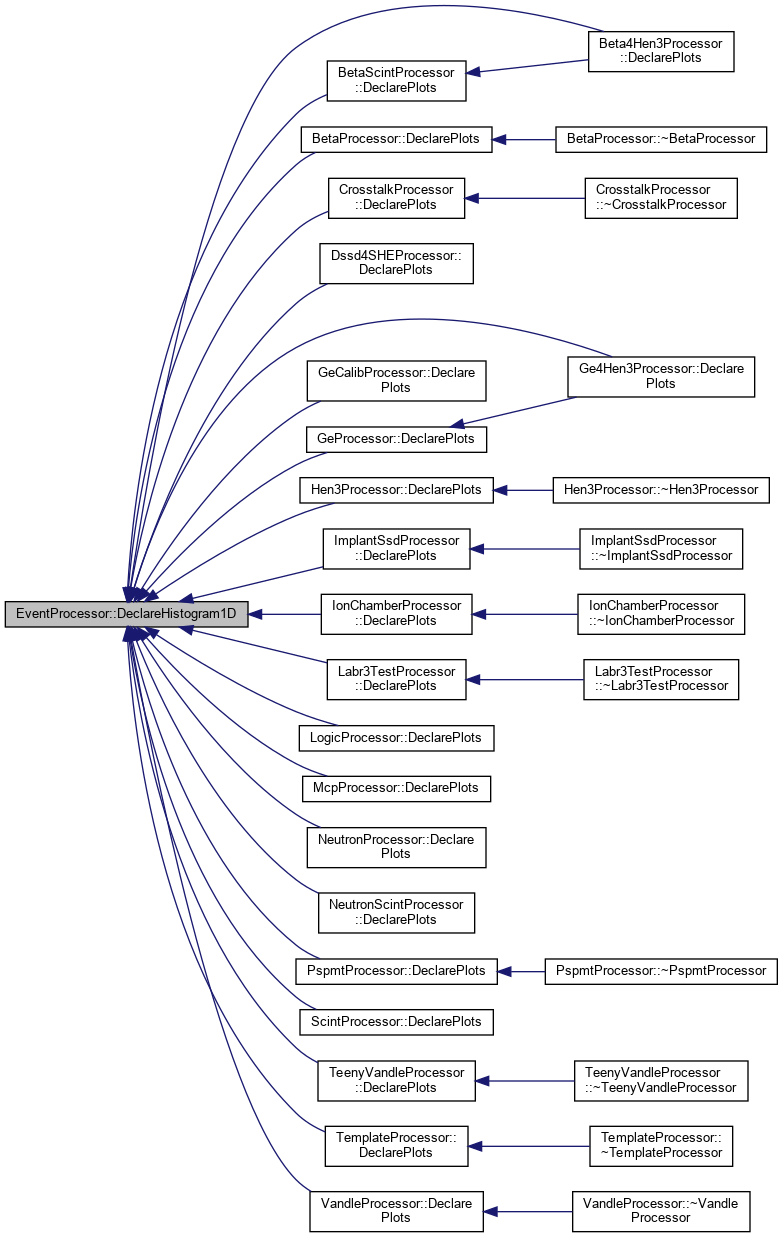 Beta4Hen3Processor
::DeclarePlots
BetaScintProcessor
::DeclarePlots
BetaProcessor::DeclarePlots
BetaProcessor::~BetaProcessor
CrosstalkProcessor
::DeclarePlots
CrosstalkProcessor
::~CrosstalkProcessor
Dssd4SHEProcessor::
DeclarePlots
GeCalibProcessor::Declare
Plots
Ge4Hen3Processor::Declare
Plots
GeProcessor::DeclarePlots
Hen3Processor::DeclarePlots
Hen3Processor::~Hen3Processor
ImplantSsdProcessor
::DeclarePlots
ImplantSsdProcessor
::~ImplantSsdProcessor
EventProcessor::DeclareHistogram1D
IonChamberProcessor
::DeclarePlots
IonChamberProcessor
::~IonChamberProcessor
Labr3TestProcessor
::DeclarePlots
Labr3TestProcessor
::~Labr3TestProcessor
LogicProcessor::DeclarePlots
McpProcessor::DeclarePlots
NeutronProcessor::Declare
Plots
NeutronScintProcessor
::DeclarePlots
PspmtProcessor::DeclarePlots
PspmtProcessor::~PspmtProcessor
ScintProcessor::DeclarePlots
TeenyVandleProcessor
::DeclarePlots
TeenyVandleProcessor
::~TeenyVandleProcessor
TemplateProcessor::
DeclarePlots
TemplateProcessor::
~TemplateProcessor
VandleProcessor::Declare
Plots
VandleProcessor::~Vandle
Processor